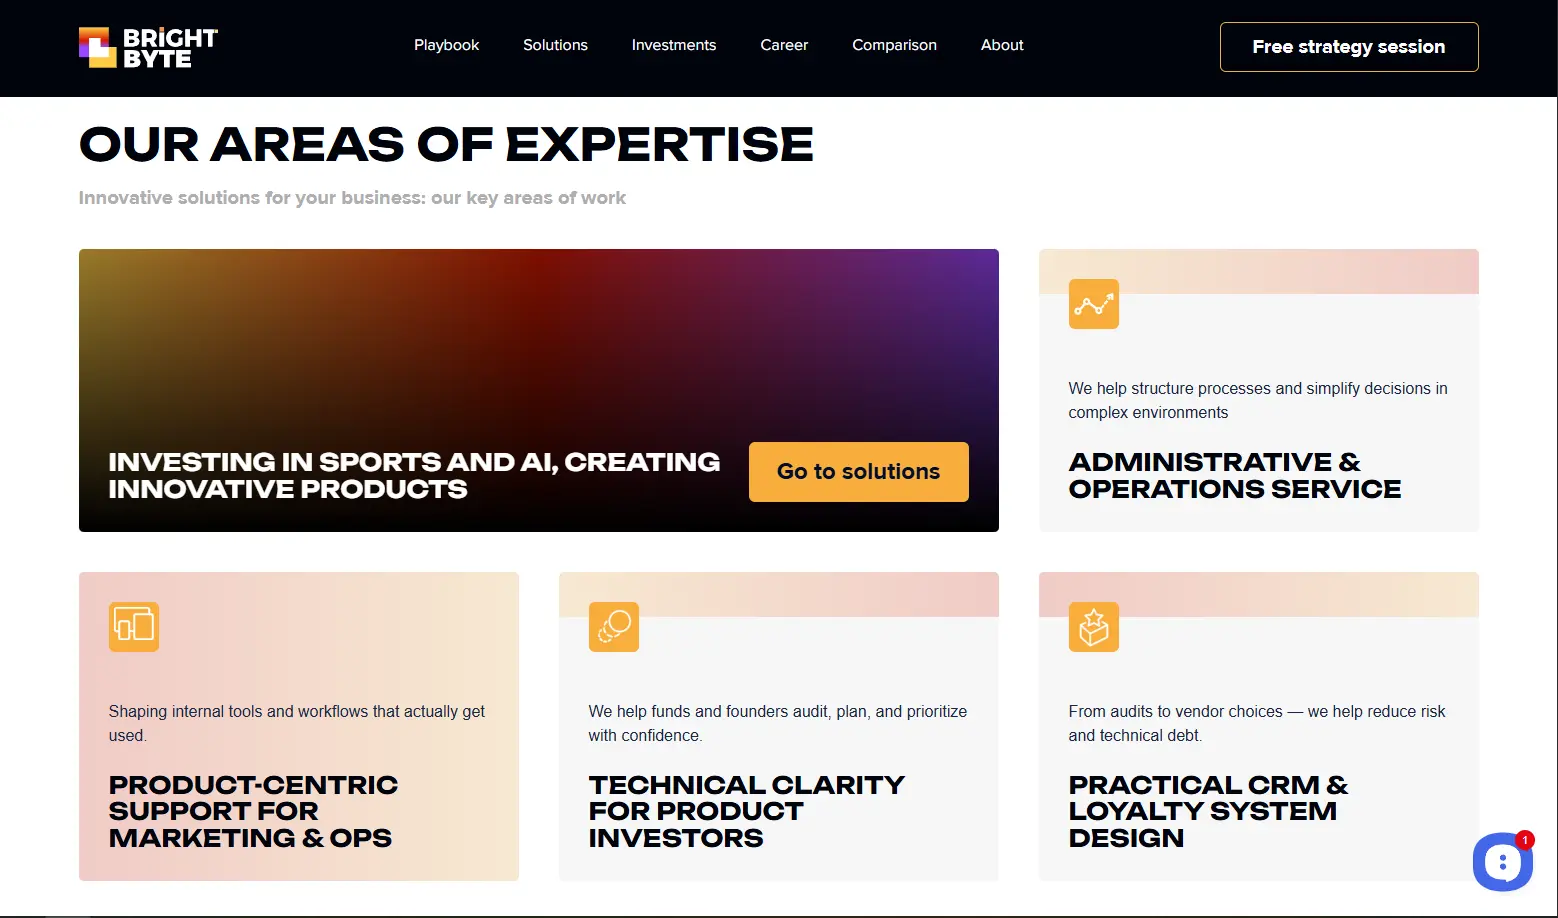 BRIGHT
BYTE
Playbook
Solutions
Investments
Career
Comparison
About
Free strategy session
OUR AREAS OF EXPERTISE
Innovative solutions for your business: our key areas of work
INVESTING IN SPORTS AND AI, CREATING
INNOVATIVE PRODUCTS
Go to solutions
We help structure processes and simplify decisions in
complex environments
ADMINISTRATIVE &
OPERATIONS SERVICE
Shaping internal tools and workflows that actually get
used.
PRODUCT-CENTRIC
SUPPORT FOR
MARKETING & OPS
We help funds and founders audit, plan, and prioritize
with confidence.
TECHNICAL CLARITY
FOR PRODUCT
INVESTORS
From audits to vendor choices — we help reduce risk
and technical debt.
PRACTICAL CRM &
LOYALTY SYSTEM
DESIGN
1